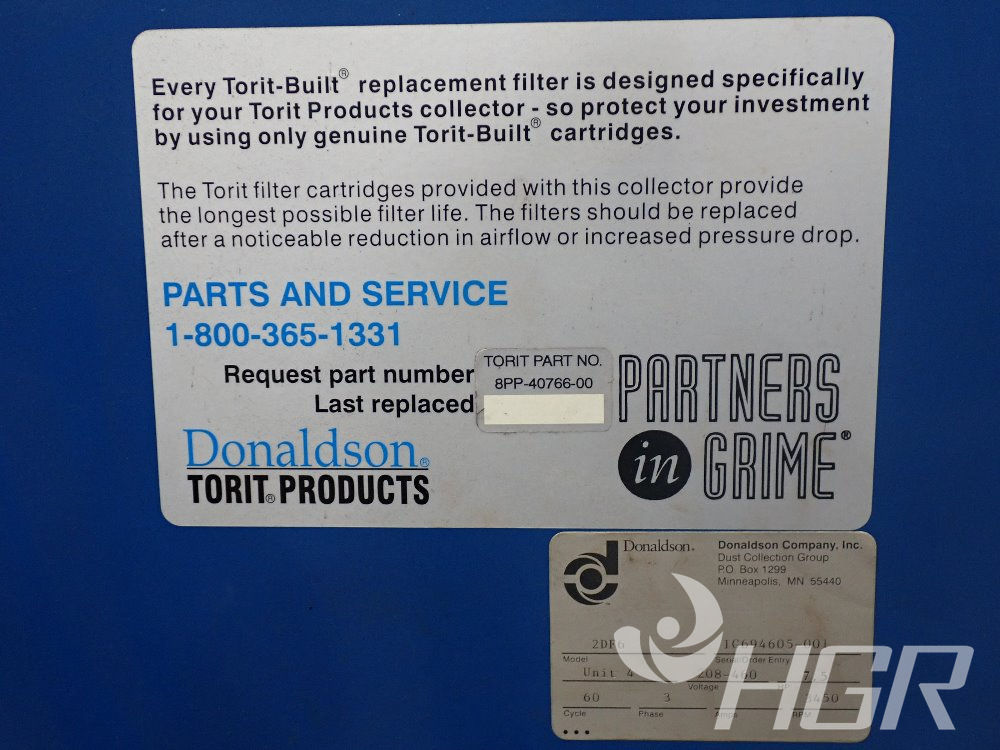 Every Torit-Built® replacement filter is designed specifically
for your Torit Products collector - so protect your investment
by using only genuine Torit-Built® cartridges.
The Torit filter cartridges provided with this collector provide
the longest possible filter life. The filters should be replaced
after a noticeable reduction in airflow or increased pressure drop.
PARTS AND SERVICE
1-800-365-1331
Request part number
Last replaced
TORIT PART NO.
8PP-40766-00
PARTNERS
in GRIME®
Donaldson®
TORIT® PRODUCTS
Donaldson.
Donaldson Company, Inc.
Dust Collection Group
P.O. Box 1299
Minneapolis, MN 55440
2DF6 IC694605-001
Model Serial/Order Entry
Unit 4 208-460 7.5
Voltage HP
60 3 3450
Cycle Phase Amps RPM
HGR